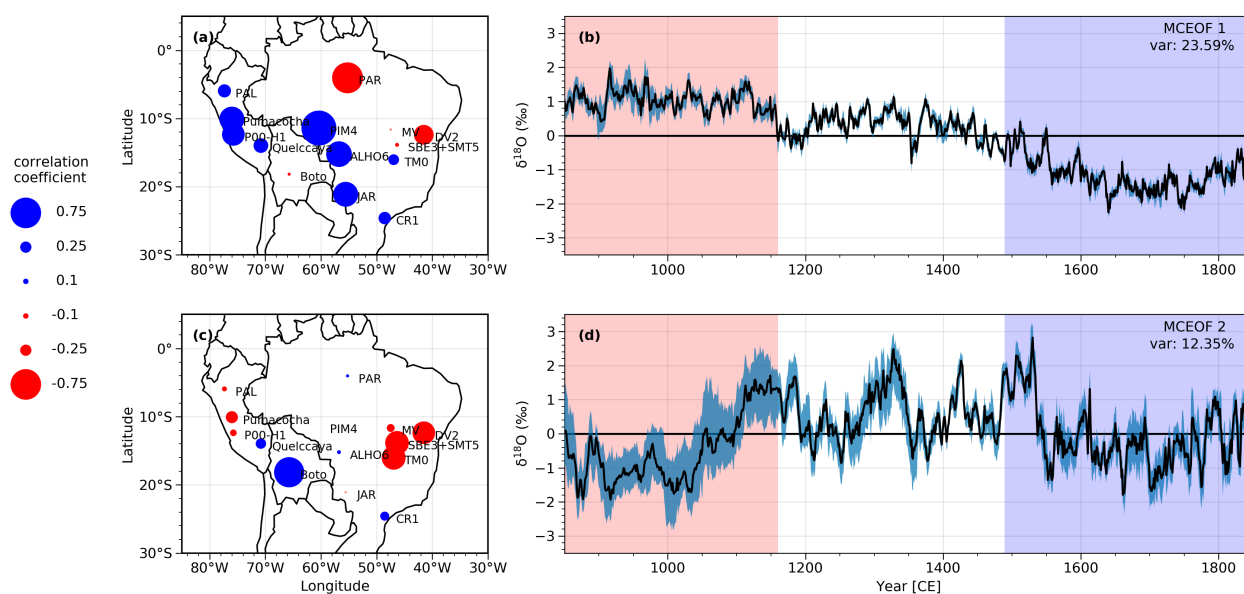 correlation
coefficient
0.75
0.25
0.1
-0.1
-0.25
-0.75
(a)
Latitude
0°
10°S
20°S
30°S
80°W
70°W
60°W
50°W
40°W
30°W
PAL
PAR
Pumacocha
P00-H1
Quelccaya
PIM4
MV
DV2
SBE3+SMT5
ALHO6
TM0
Boto
JAR
CR1
(b)
MCEOF 1
var: 23.59%
δ¹⁸O (‰)
3
2
1
0
−1
−2
−3
1000
1200
1400
1600
1800
(c)
Latitude
0°
10°S
20°S
30°S
80°W
70°W
60°W
50°W
40°W
30°W
Longitude
PAR
PAL
Pumacocha
P00-H1
Quelccaya
PIM4
MV
DV2
SBE3+SMT5
ALHO6
TM0
Boto
JAR
CR1
(d)
MCEOF 2
var: 12.35%
δ¹⁸O (‰)
3
2
1
0
−1
−2
−3
1000
1200
1400
1600
1800
Year [CE]